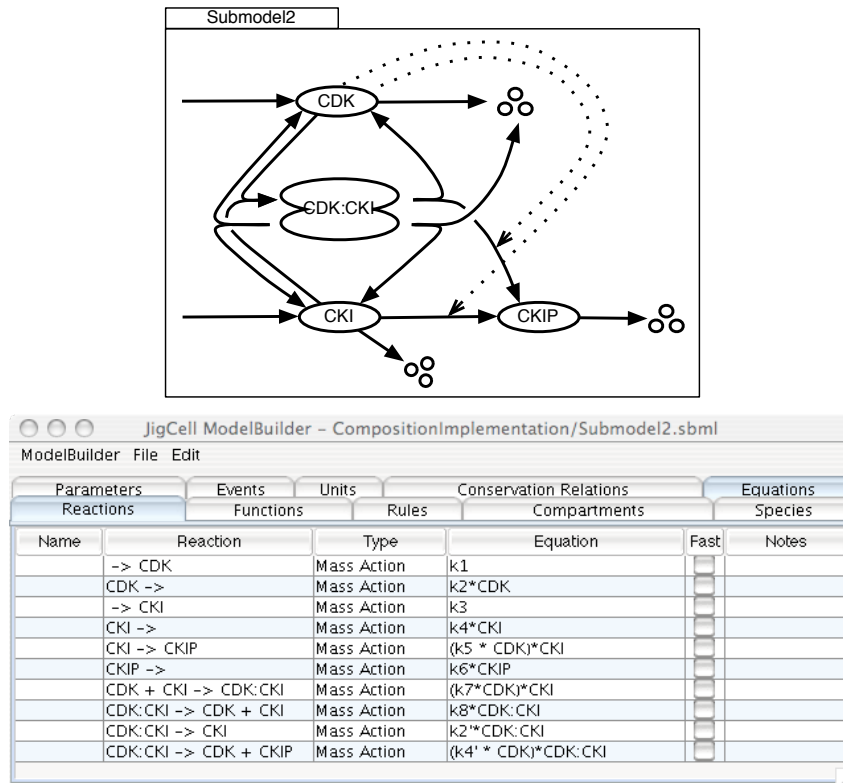 Submodel2
CDK
CDK:CKI
CKI
CKIP
JigCell ModelBuilder – CompositionImplementation/Submodel2.sbml
ModelBuilder File Edit
Parameters Events Units Conservation Relations Equations
Reactions Functions Rules Compartments Species
Name Reaction Type Equation Fast Notes
-> CDK Mass Action k1
CDK -> Mass Action k2*CDK
-> CKI Mass Action k3
CKI -> Mass Action k4*CKI
CKI -> CKIP Mass Action (k5 * CDK)*CKI
CKIP -> Mass Action k6*CKIP
CDK + CKI -> CDK:CKI Mass Action (k7*CDK)*CKI
CDK:CKI -> CDK + CKI Mass Action k8*CDK:CKI
CDK:CKI -> CKI Mass Action k2'*CDK:CKI
CDK:CKI -> CDK + CKIP Mass Action (k4' * CDK)*CDK:CKI